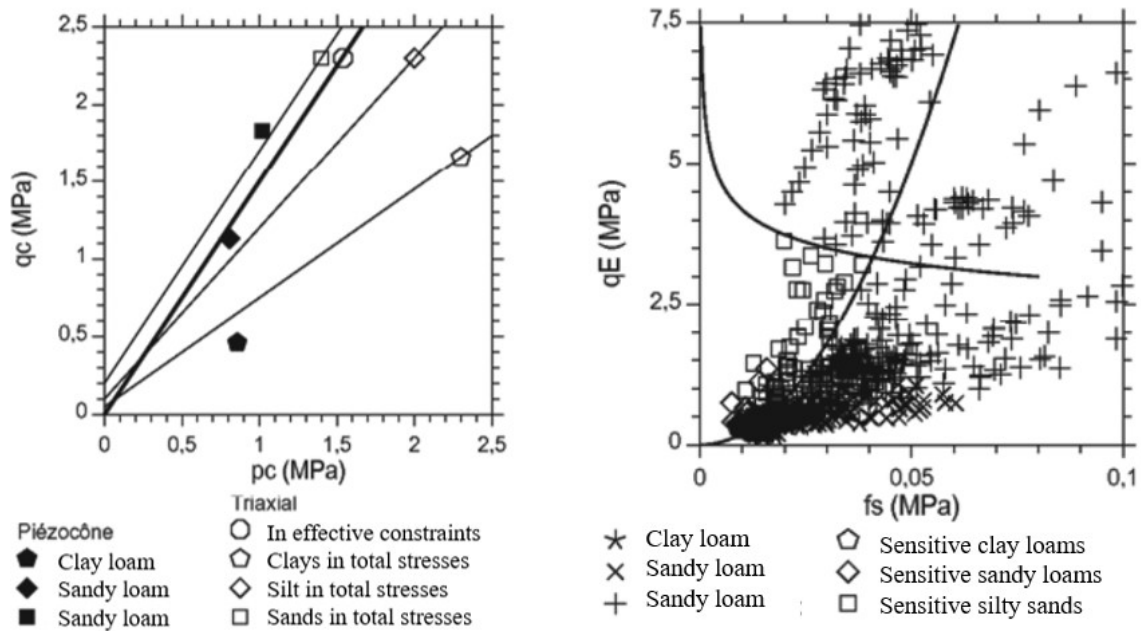 2,5
2
1,5
1
0,5
0
qc (MPa)
0 0,5 1 1,5 2 2,5
pc (MPa)
Piézocône
Clay loam
Sandy loam
Sandy loam
Triaxial
In effective constraints
Clays in total stresses
Silt in total stresses
Sands in total stresses
7,5
5
2,5
0
qE (MPa)
0 0,05 0,1
fs (MPa)
Clay loam
Sandy loam
Sandy loam
Sensitive clay loams
Sensitive sandy loams
Sensitive silty sands